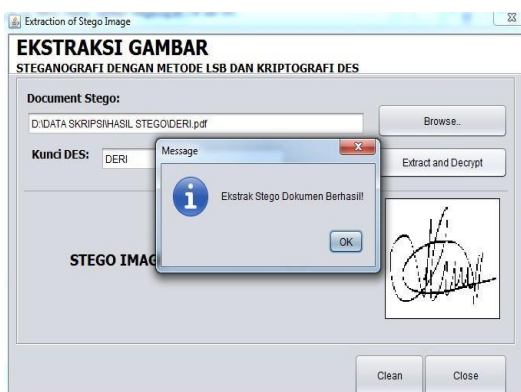 Extraction of Stego Image
EKSTRAKSI GAMBAR
STEGANOGRAFI DENGAN METODE LSB DAN KRIPTOGRAFI DES
Document Stego:
D:\DATA SKRIPSI\HASIL STEGO\DERI.pdf
Browse..
Kunci DES:
DERI
Extract and Decrypt
Message
Ekstrak Stego Dokumen Berhasil!
OK
STEGO IMAG
Clean
Close